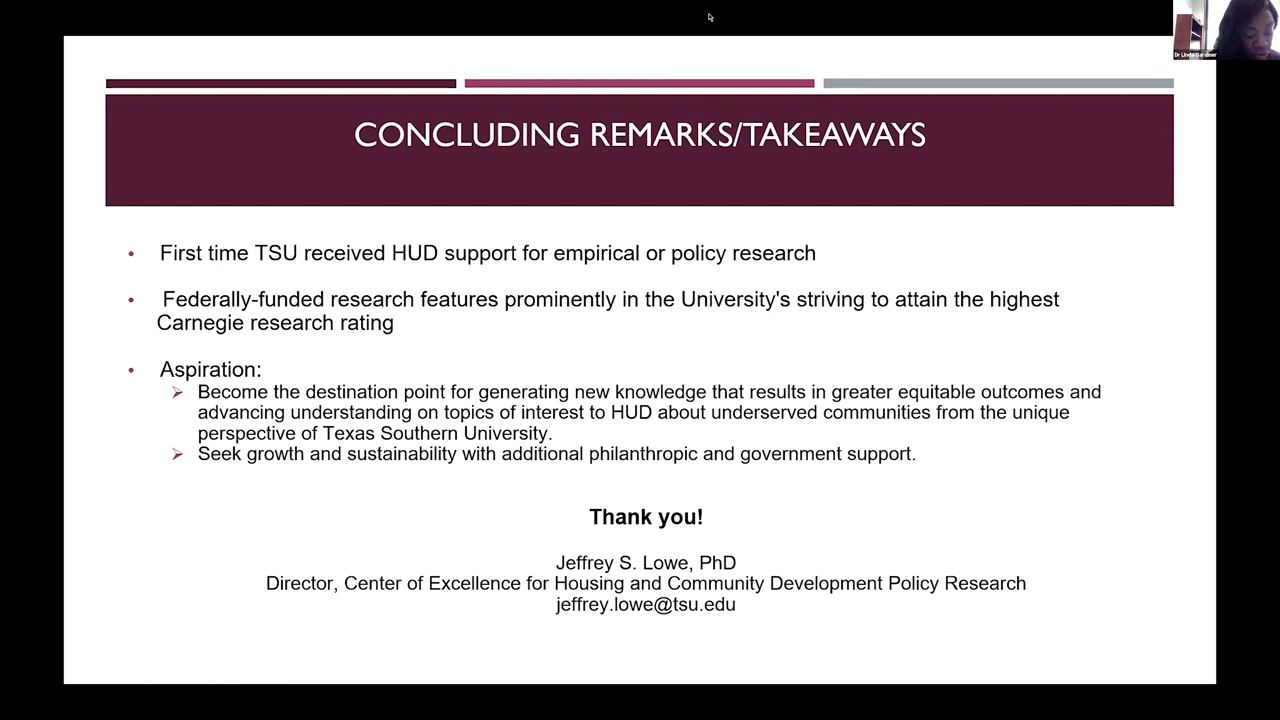 Dr Linda Gardiner
CONCLUDING REMARKS/TAKEAWAYS
• First time TSU received HUD support for empirical or policy research
• Federally-funded research features prominently in the University's striving to attain the highest
Carnegie research rating
• Aspiration:
➢ Become the destination point for generating new knowledge that results in greater equitable outcomes and
advancing understanding on topics of interest to HUD about underserved communities from the unique
perspective of Texas Southern University.
➢ Seek growth and sustainability with additional philanthropic and government support.
Thank you!
Jeffrey S. Lowe, PhD
Director, Center of Excellence for Housing and Community Development Policy Research
jeffrey.lowe@tsu.edu